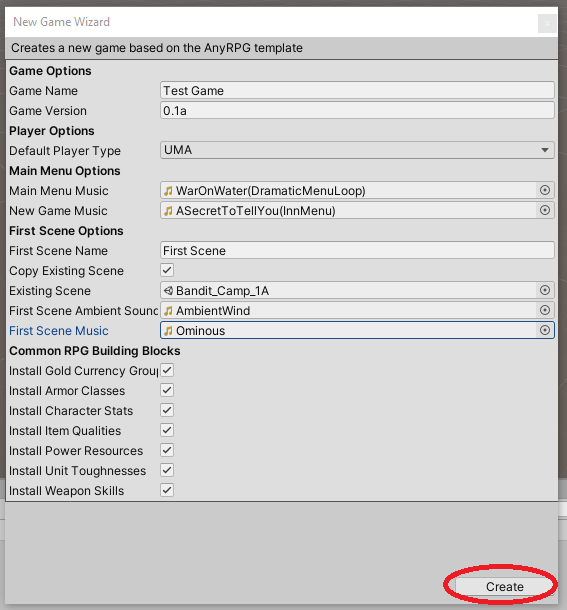 New Game Wizard
Creates a new game based on the AnyRPG template
Game Options
Game Name Test Game
Game Version 0.1a
Player Options
Default Player Type UMA
Main Menu Options
Main Menu Music WarOnWater(DramaticMenuLoop)
New Game Music ASecretToTellYou(InnMenu)
First Scene Options
First Scene Name First Scene
Copy Existing Scene
Existing Scene Bandit_Camp_1A
First Scene Ambient Sound AmbientWind
First Scene Music Ominous
Common RPG Building Blocks
Install Gold Currency Group
Install Armor Classes
Install Character Stats
Install Item Qualities
Install Power Resources
Install Unit Toughnesses
Install Weapon Skills
Create